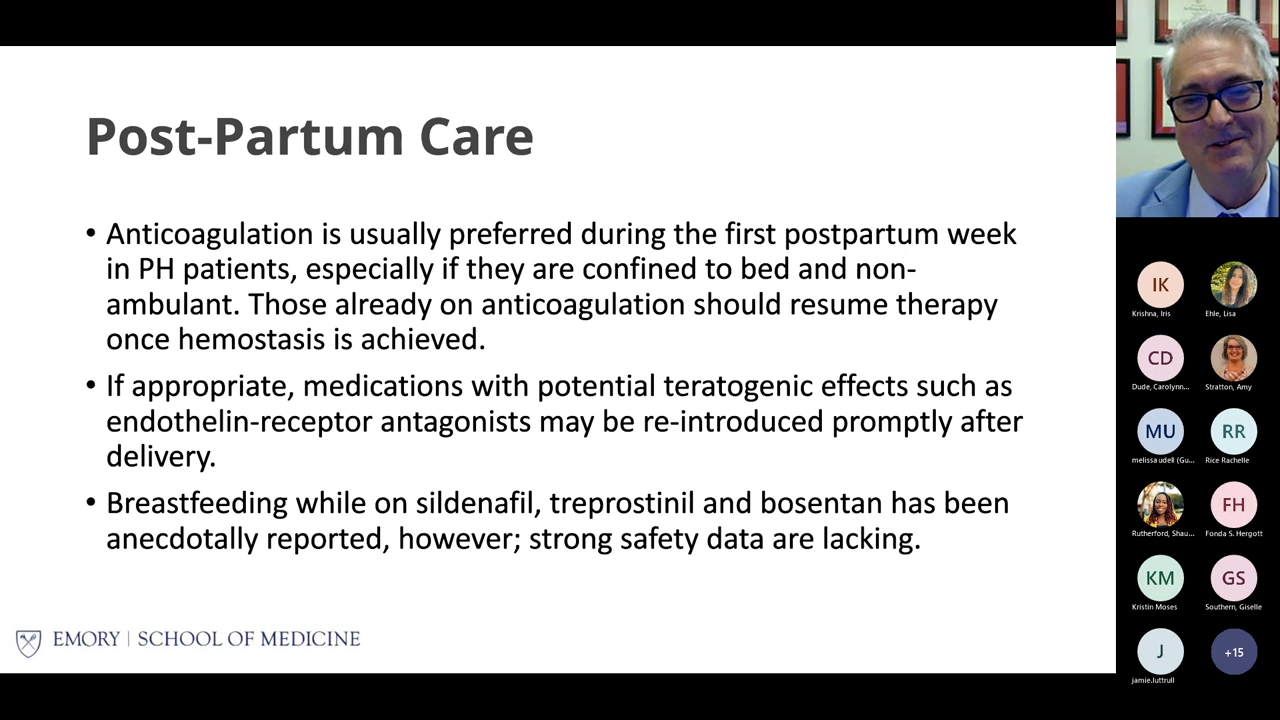 Post-Partum Care
• Anticoagulation is usually preferred during the first postpartum week
in PH patients, especially if they are confined to bed and non-
ambulant. Those already on anticoagulation should resume therapy
once hemostasis is achieved.
• If appropriate, medications with potential teratogenic effects such as
endothelin-receptor antagonists may be re-introduced promptly after
delivery.
• Breastfeeding while on sildenafil, treprostinil and bosentan has been
anecdotally reported, however; strong safety data are lacking.
EMORY | SCHOOL OF MEDICINE
IK
Krishna, Iris
Ehle, Lisa
CD
Dude, Carolynn...
Stratton, Amy
MU
melissa udell (Gu...
RR
Rice Rachelle
Rutherford, Shau...
FH
Fonda S. Hergott
KM
Kristin Moses
GS
Southern, Giselle
J
jamie.luttrull
+15